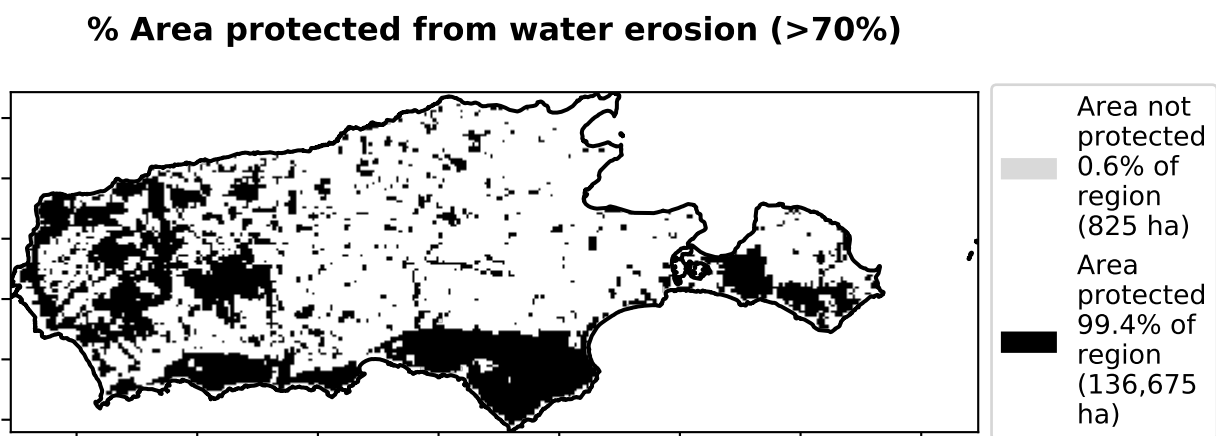 % Area protected from water erosion (>70%)
Area not
protected
0.6% of
region
(825 ha)
Area
protected
99.4% of
region
(136,675
ha)